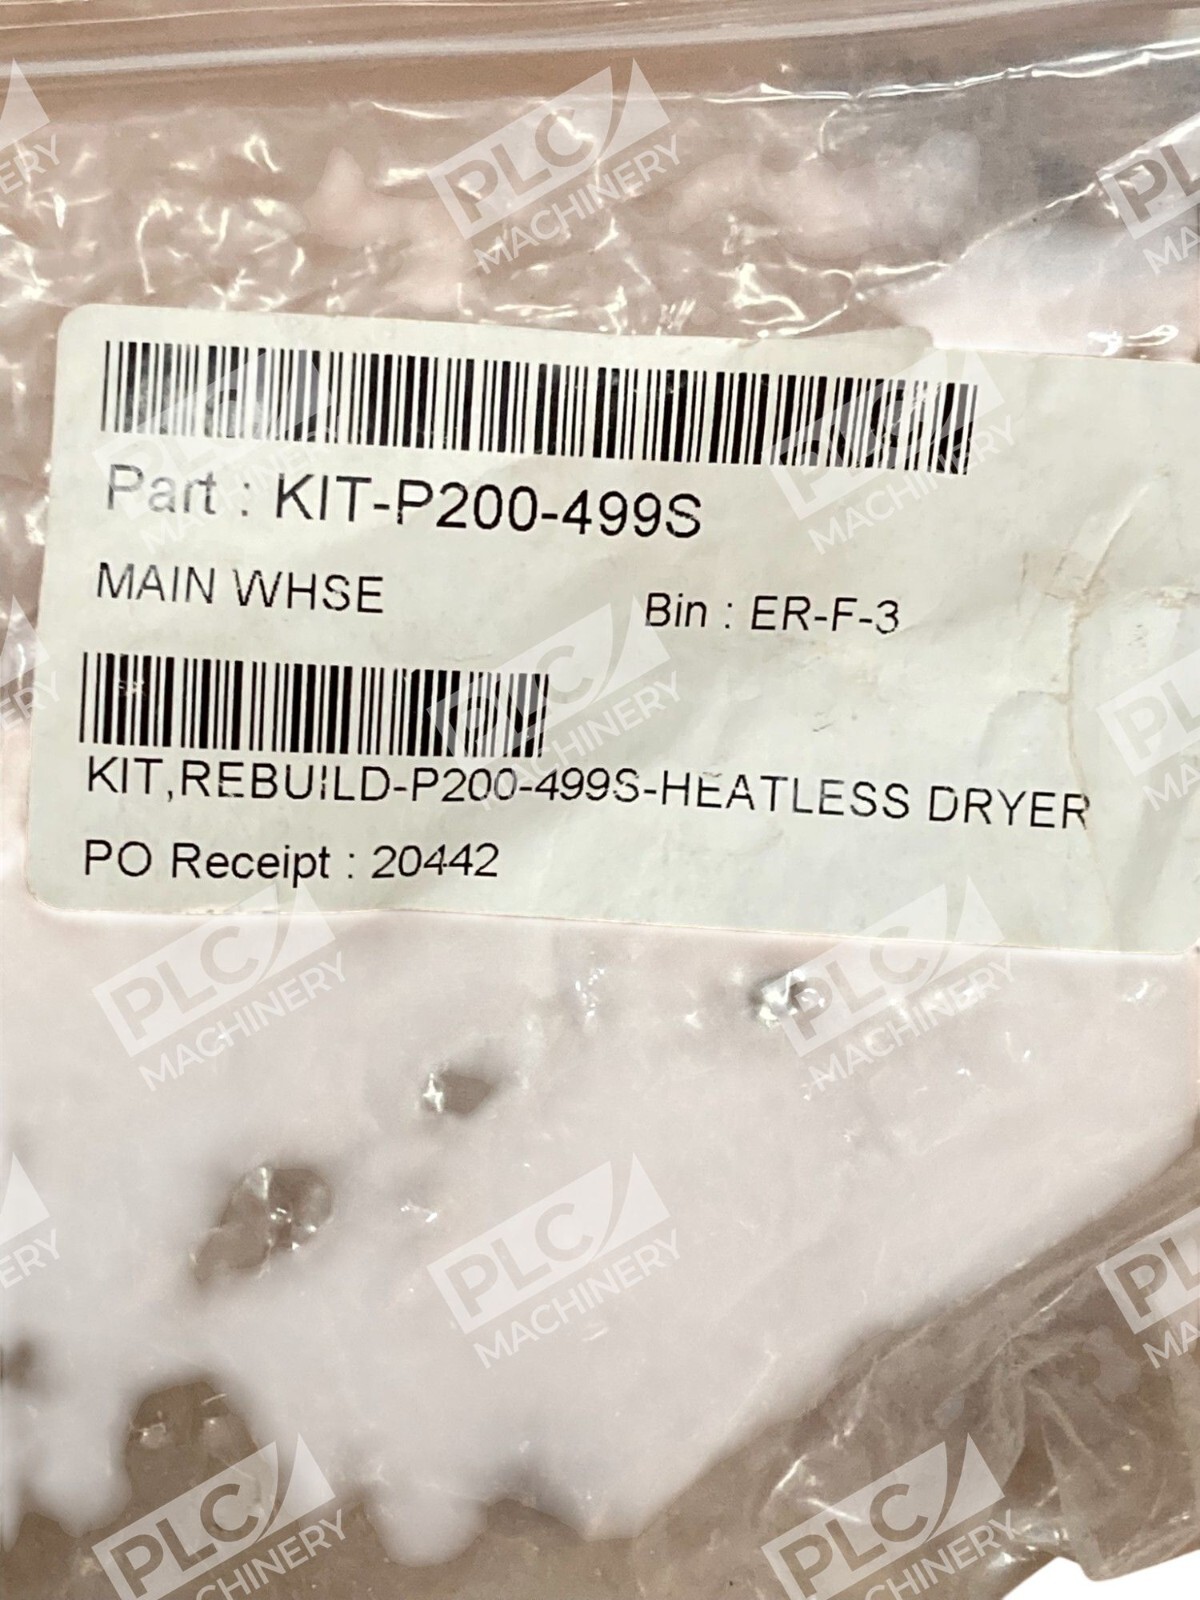 Part : KIT-P200-499S
MAIN WHSE
Bin : ER-F-3
KIT,REBUILD-P200-499S-HEATLESS DRYER
PO Receipt : 20442
PLC MACHINERY